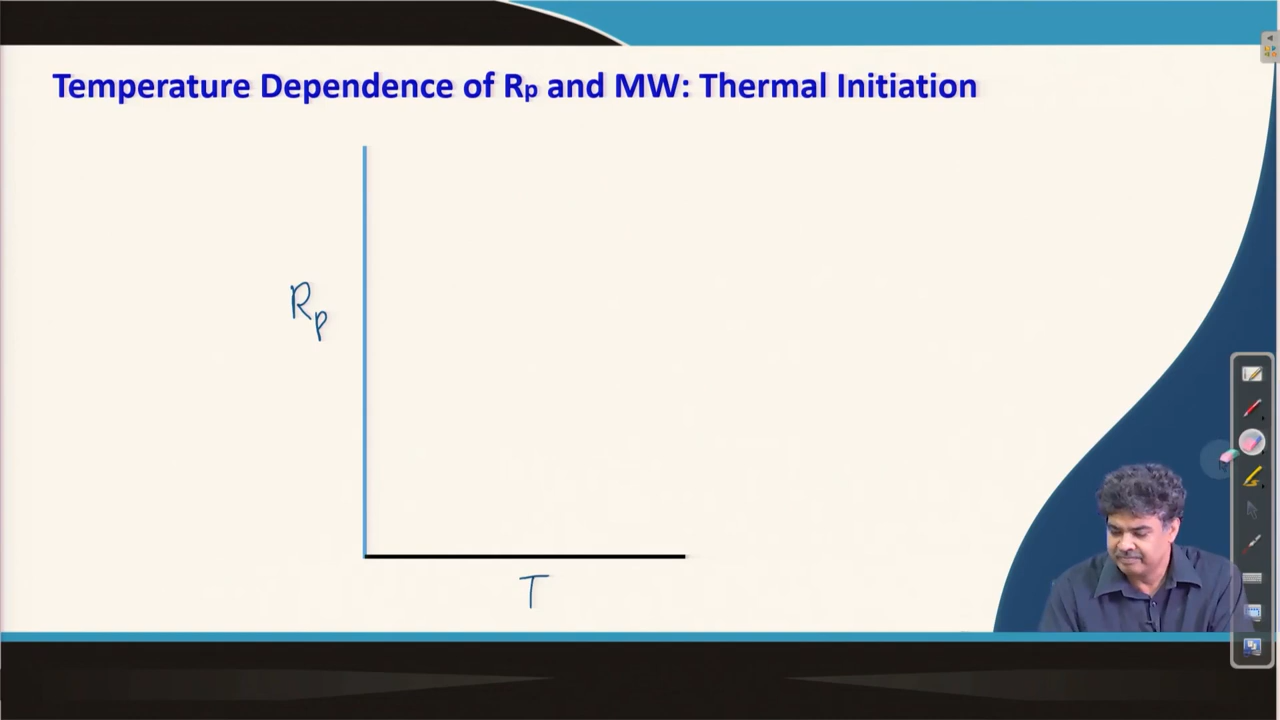 Temperature Dependence of Rp and MW: Thermal Initiation
Rp
T